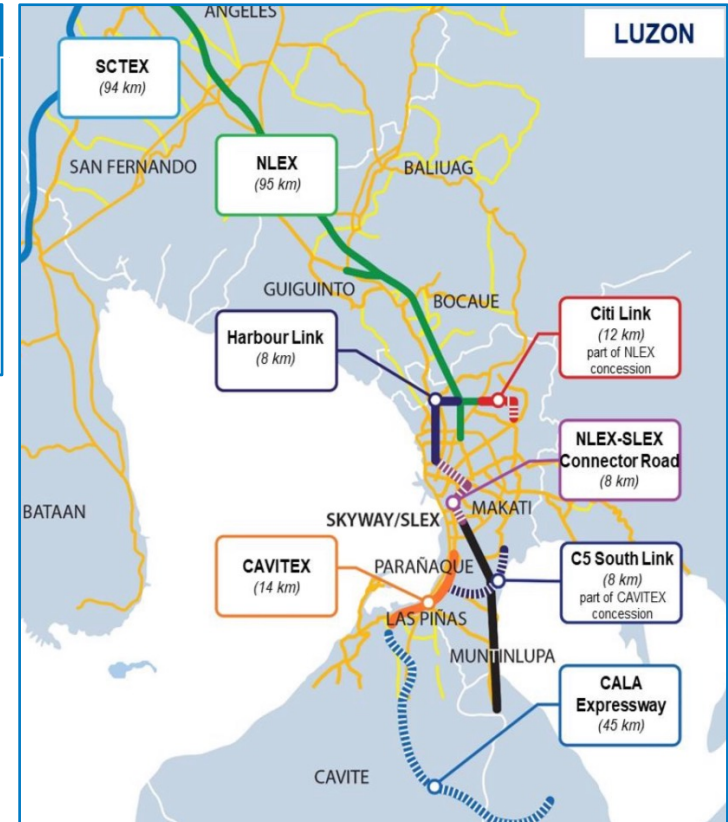 ANGELES
LUZON
SCTEX
(94 km)
SAN FERNANDO
NLEX
(95 km)
BALIUAG
GUIGUINTO
BOCAUE
Harbour Link
(8 km)
Citi Link
(12 km)
part of NLEX
concession
NLEX-SLEX
Connector Road
(8 km)
BATAAN
SKYWAY/SLEX
MAKATI
CAVITEX
(14 km)
PARAÑAQUE
C5 South Link
(8 km)
part of CAVITEX
concession
LAS PIÑAS
MUNTINLUPA
CALA
Expressway
(45 km)
CAVITE